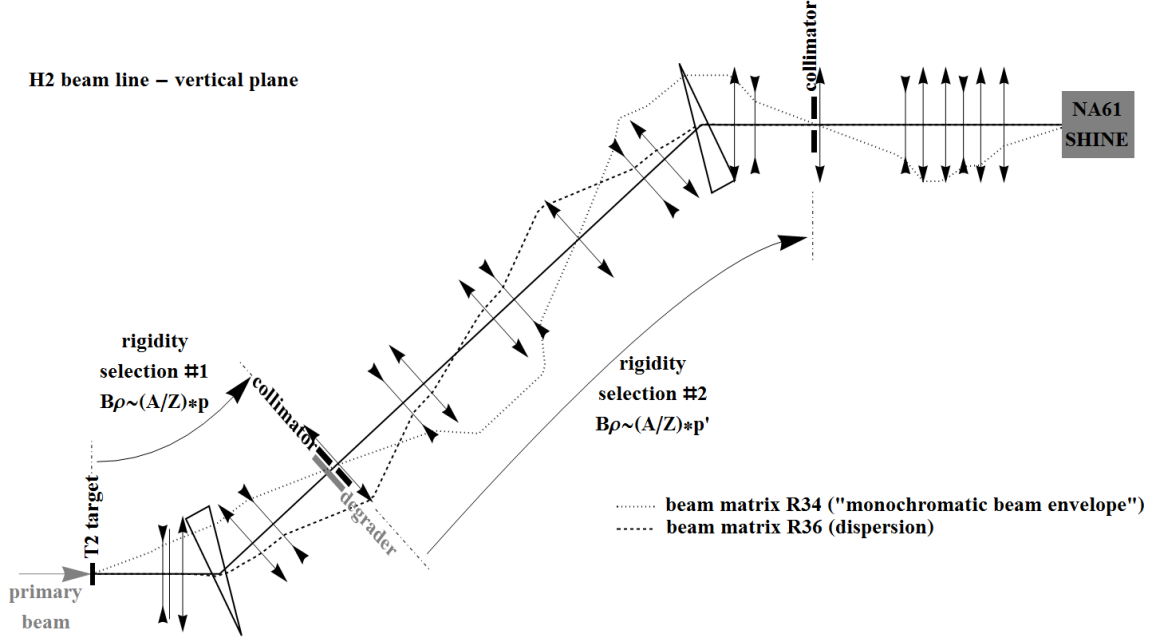 H2 beam line − vertical plane
collimator
NA61
SHINE
rigidity
selection #1
Bρ~(A/Z)*p
collimator
degrader
rigidity
selection #2
Bρ~(A/Z)*p'
T2 target
primary
beam
beam matrix R34 ("monochromatic beam envelope")
beam matrix R36 (dispersion)